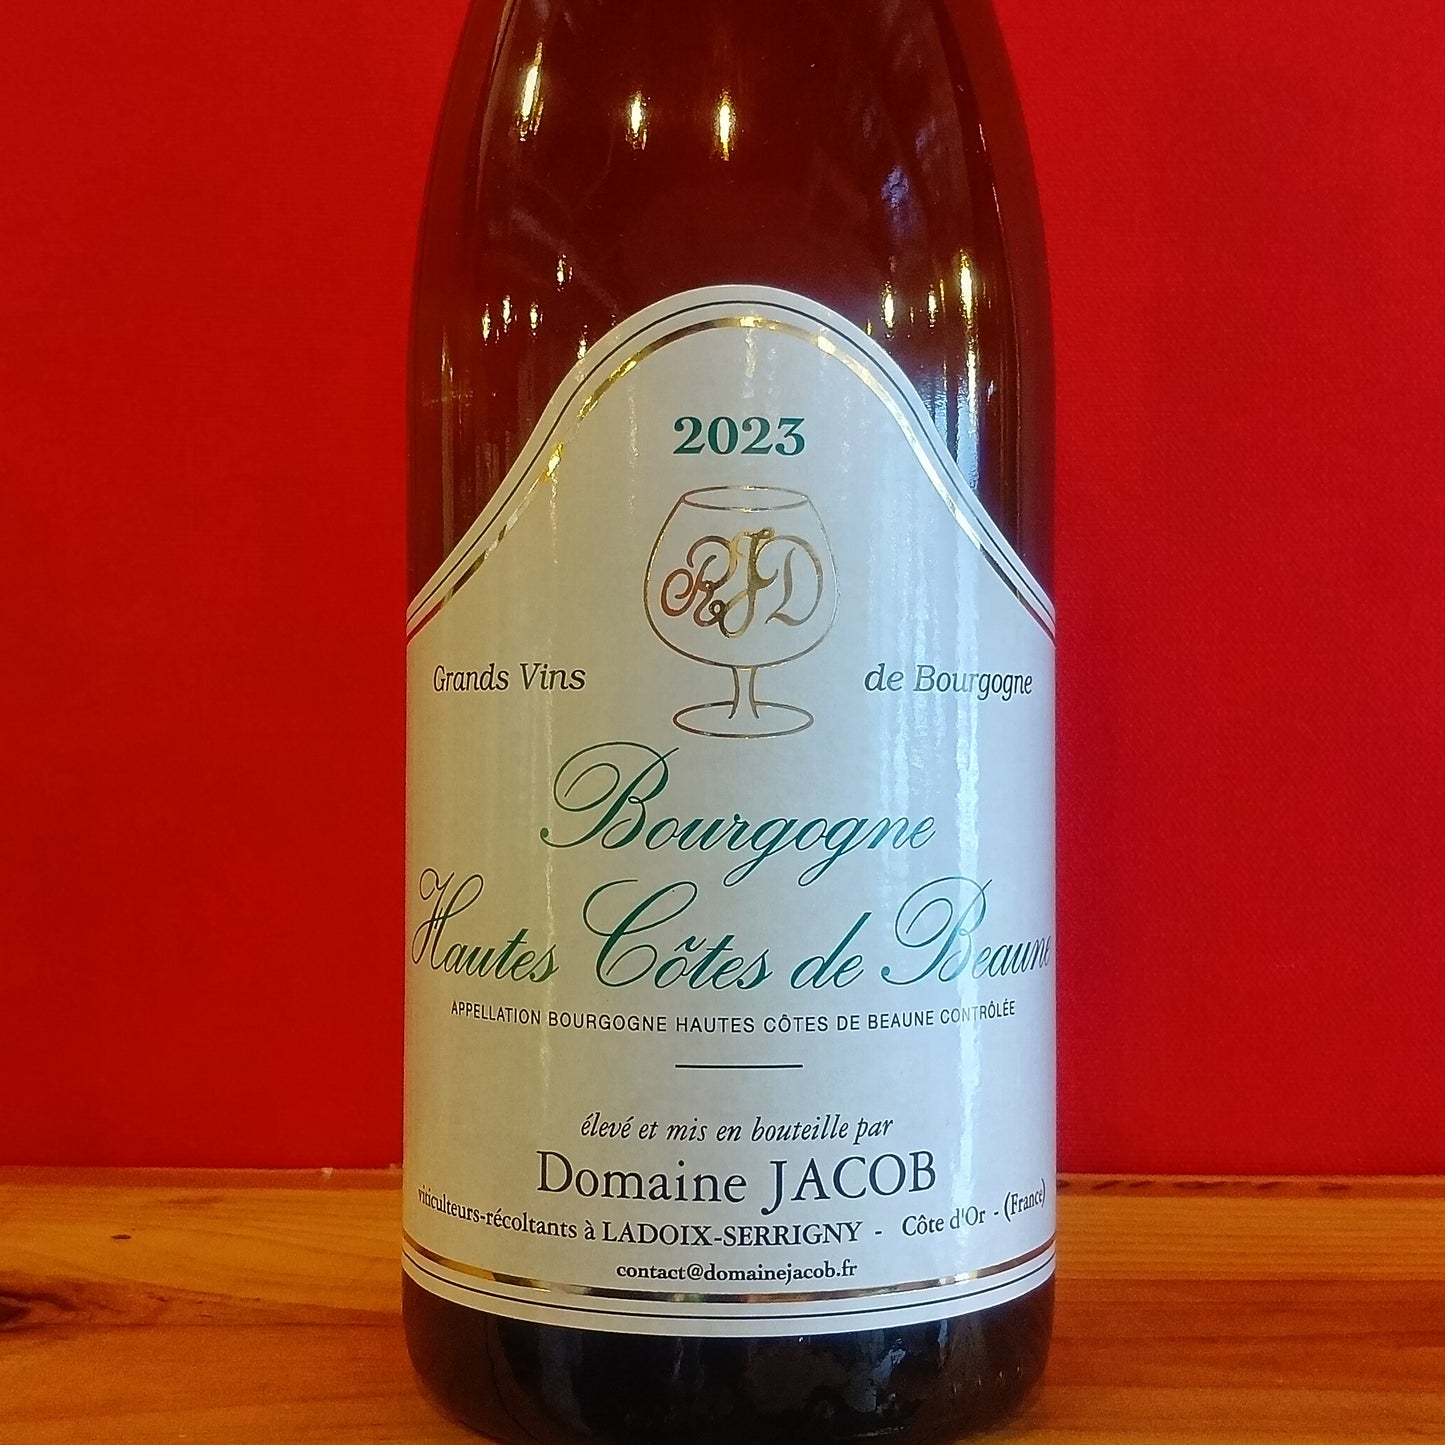 2023
RJD
Grands Vins de Bourgogne
Bourgogne
Hautes Côtes de Beaune
APPELLATION BOURGOGNE HAUTES CÔTES DE BEAUNE CONTRÔLÉE
élevé et mis en bouteille par
Domaine JACOB
viticulteurs-récoltants à LADOIX-SERRIGNY - Côte d'Or - (France)
contact@domainejacob.fr